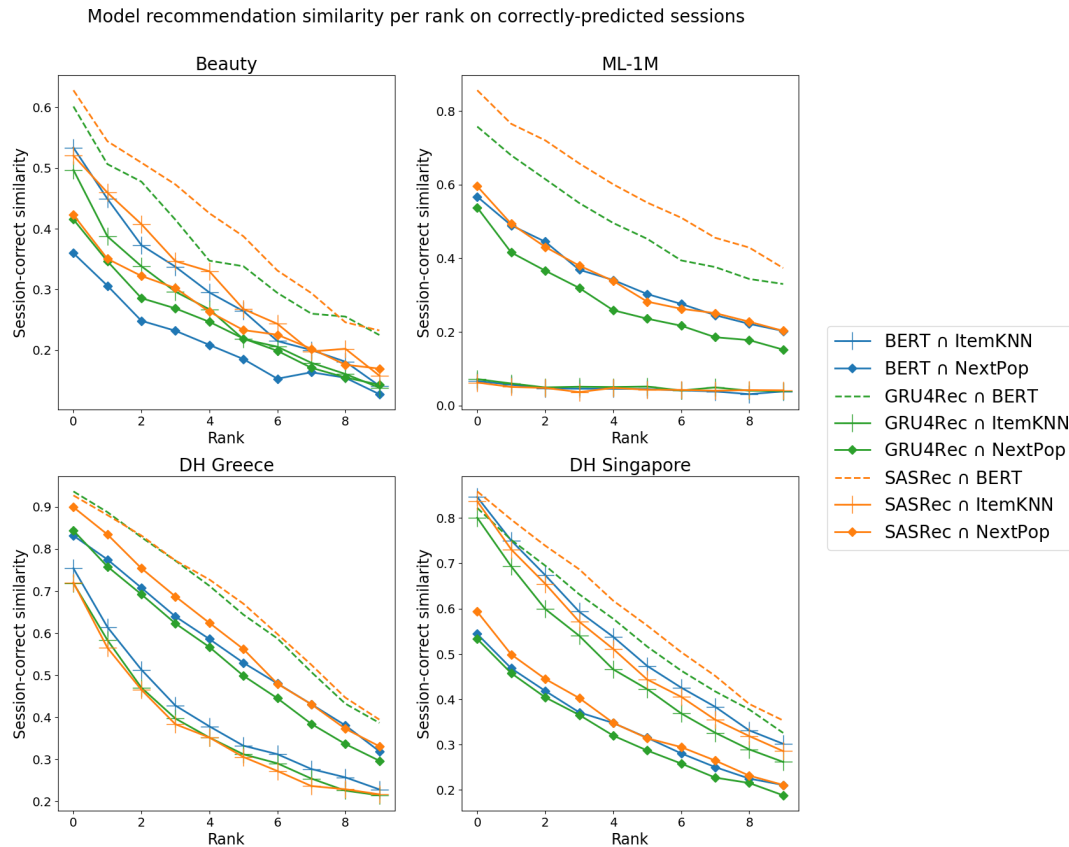 Model recommendation similarity per rank on correctly-predicted sessions
Beauty
Session-correct similarity
0.6
0.5
0.4
0.3
0.2
0 2 4 6 8
Rank
ML-1M
Session-correct similarity
0.8
0.6
0.4
0.2
0.0
0 2 4 6 8
Rank
DH Greece
Session-correct similarity
0.9
0.8
0.7
0.6
0.5
0.4
0.3
0.2
0 2 4 6 8
Rank
DH Singapore
Session-correct similarity
0.8
0.7
0.6
0.5
0.4
0.3
0.2
0 2 4 6 8
Rank
BERT ∩ ItemKNN
BERT ∩ NextPop
GRU4Rec ∩ BERT
GRU4Rec ∩ ItemKNN
GRU4Rec ∩ NextPop
SASRec ∩ BERT
SASRec ∩ ItemKNN
SASRec ∩ NextPop